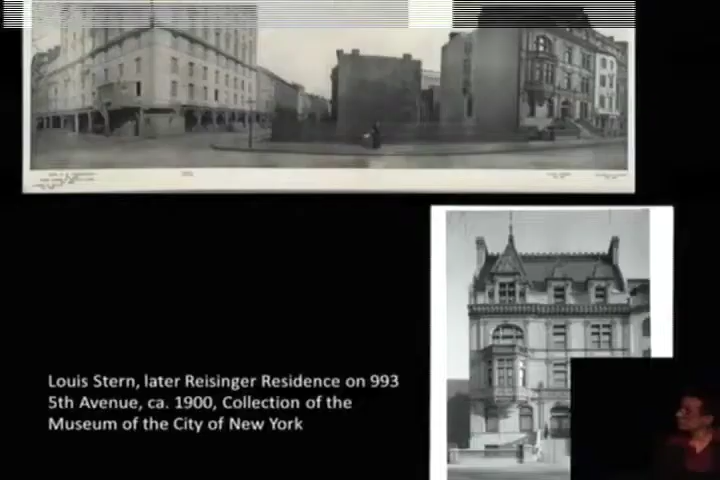 Louis Stern, later Reisinger Residence on 993
5th Avenue, ca. 1900, Collection of the
Museum of the City of New York